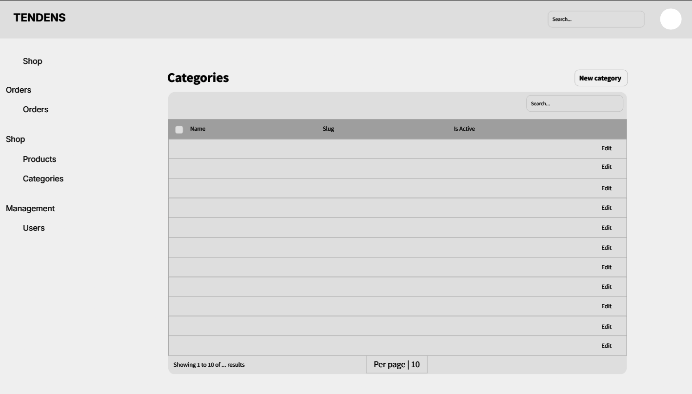 TENDENS
Search...
Shop
Orders
Orders
Shop
Products
Categories
Management
Users
Categories
New category
Search...
Name Slug Is Active
Edit
Edit
Edit
Edit
Edit
Edit
Edit
Edit
Edit
Edit
Edit
Showing 1 to 10 of ... results
Per page | 10